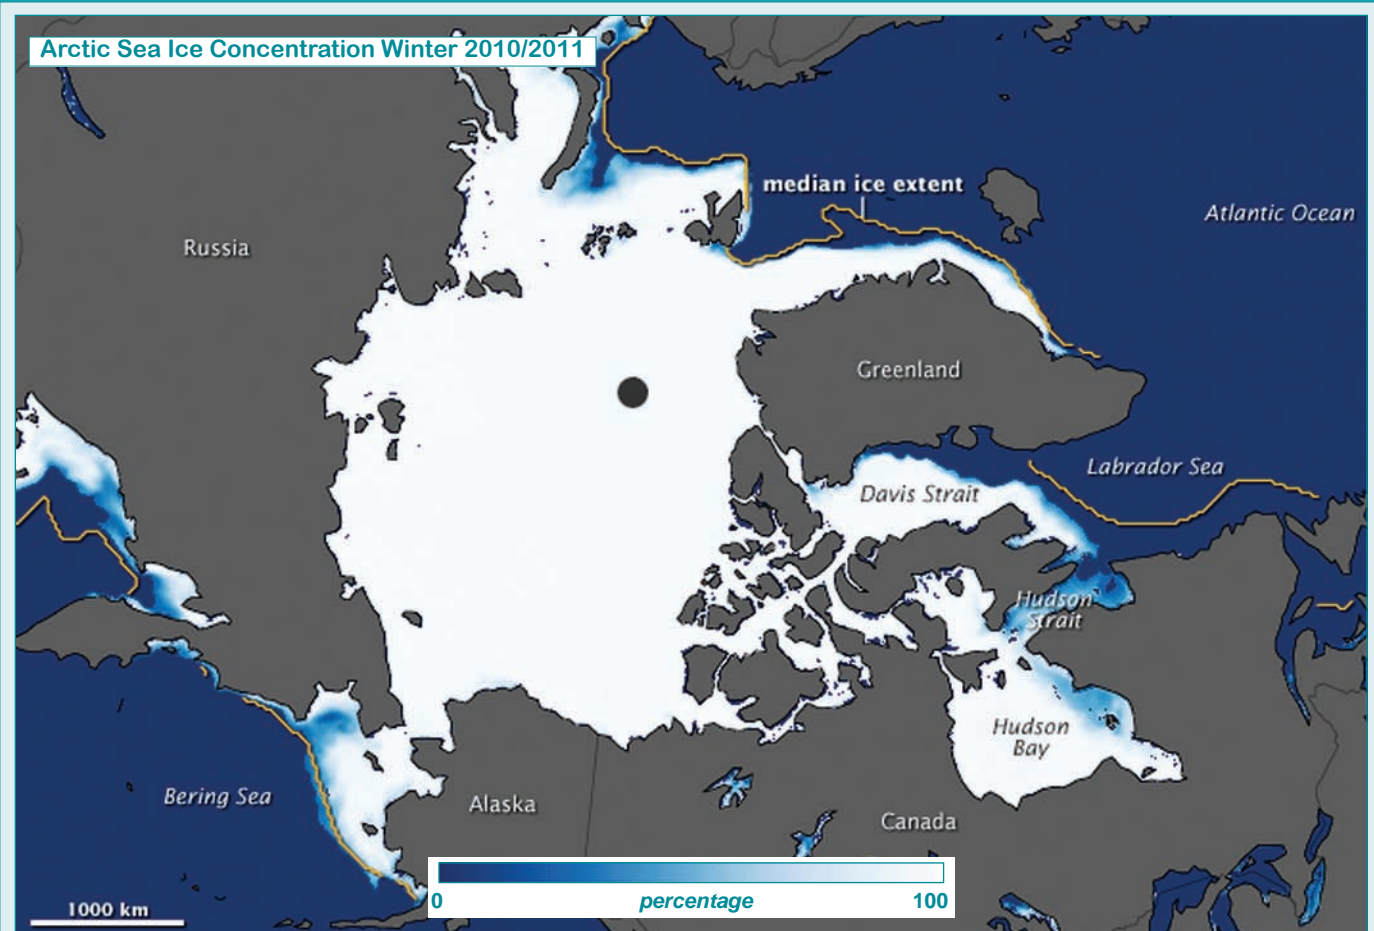 Arctic Sea Ice Concentration Winter 2010/2011
median ice extent
Atlantic Ocean
Russia
Greenland
Labrador Sea
Davis Strait
Hudson
Strait
Hudson
Bay
Bering Sea
Alaska
Canada
0
percentage
100
1000 km